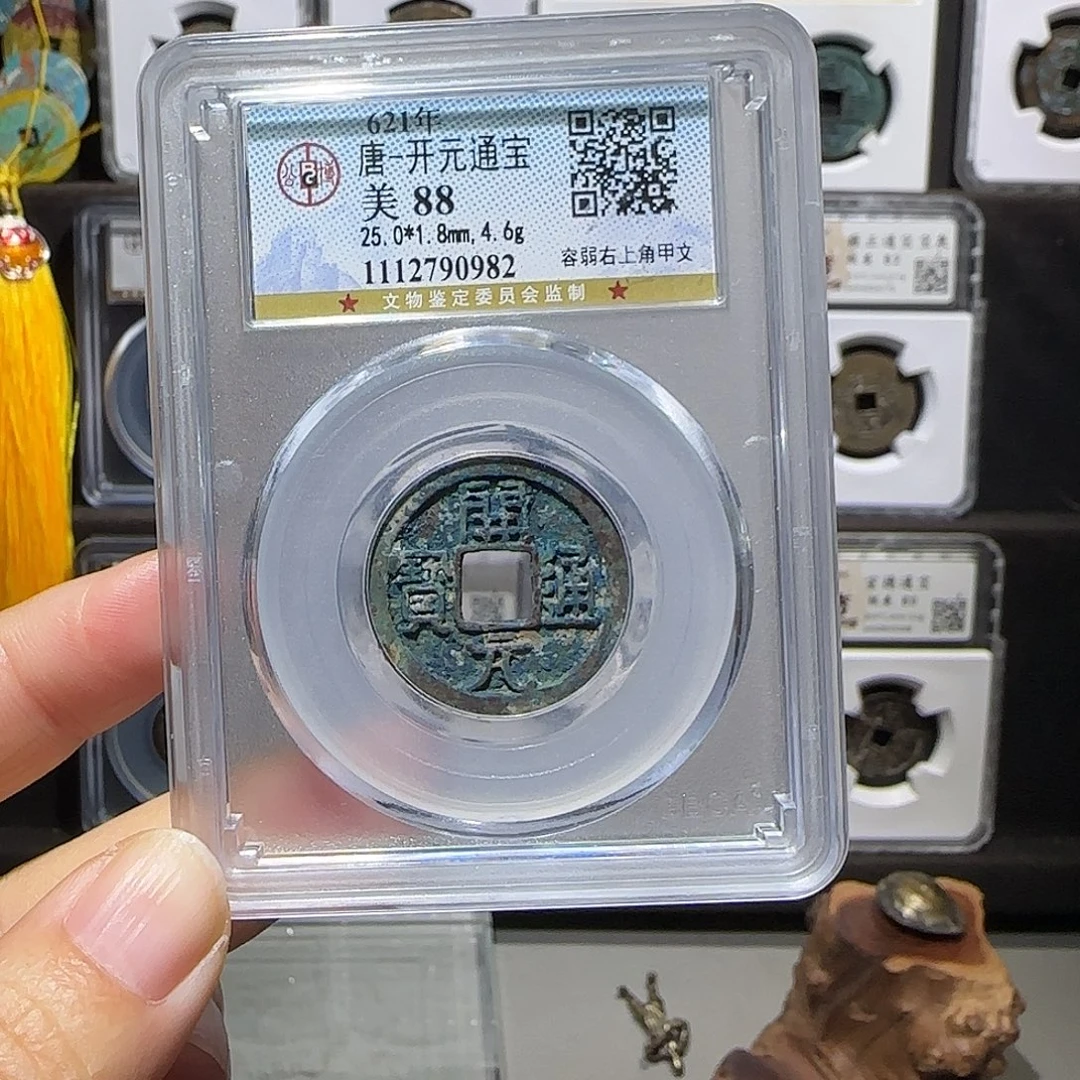 621年
唐-开元通宝
美 88
25.0*1.8mm, 4.6g
1112790982
容弱右上角甲文
公博
文物鉴定委员会监制
開
寶 通
元